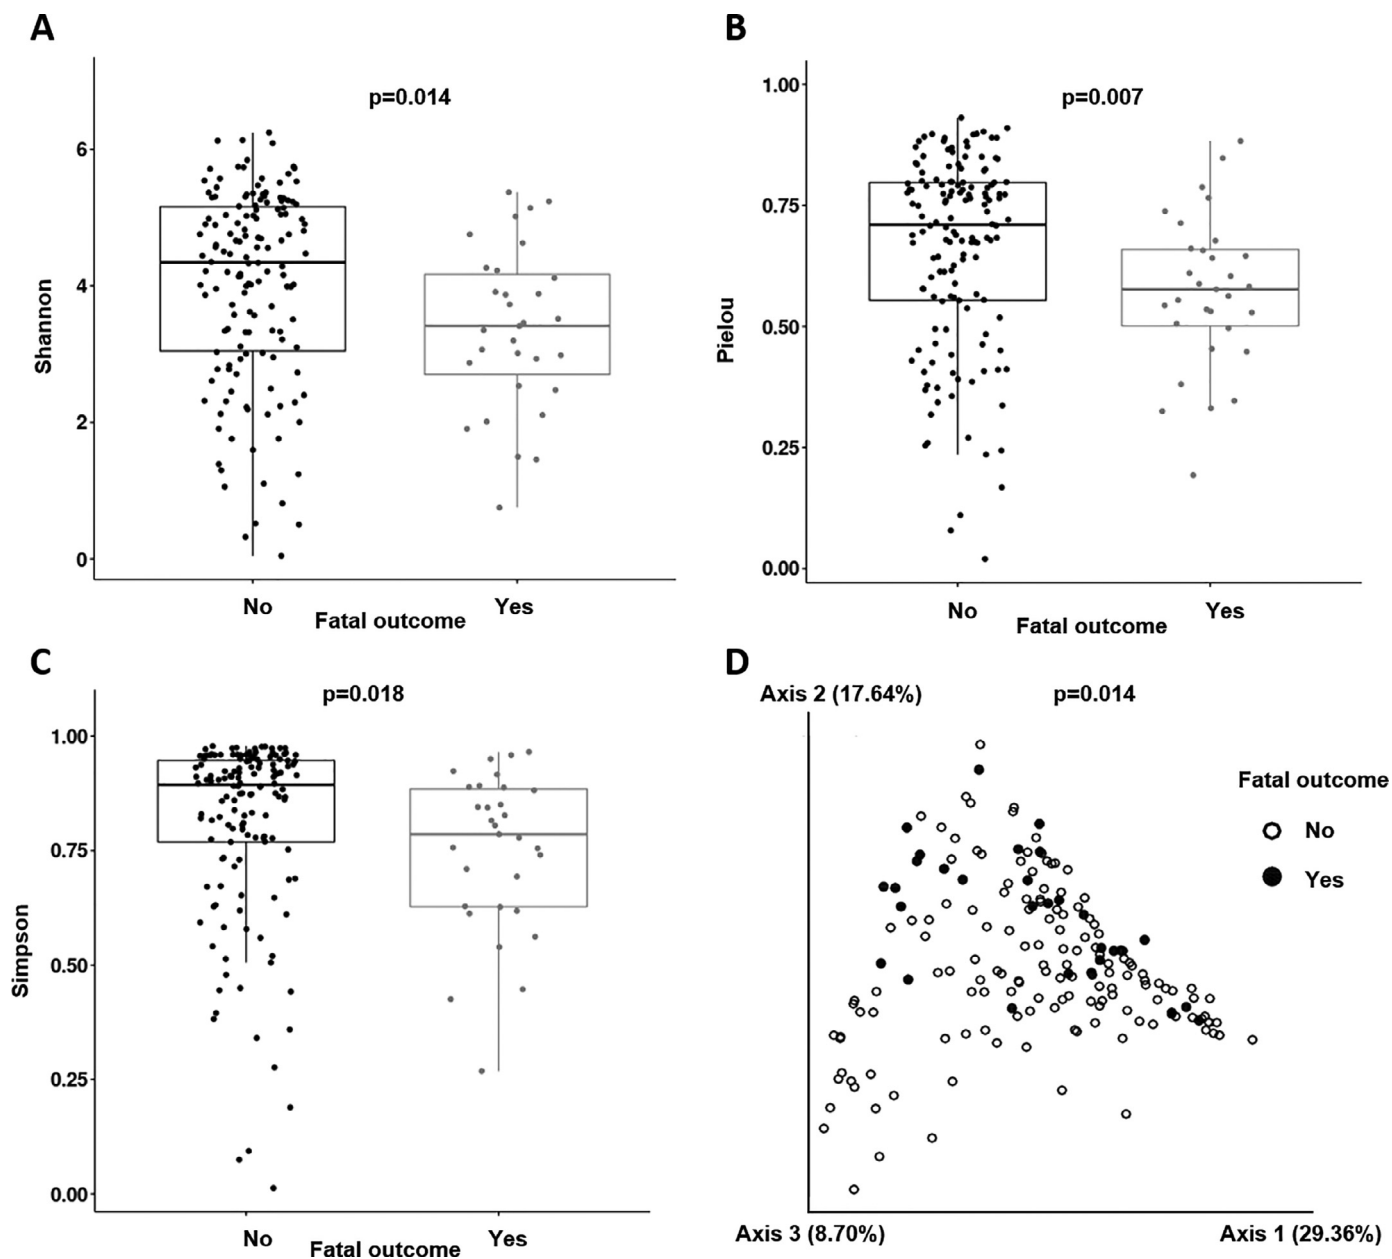 A
p=0.014
6
4
2
0
Shannon
No
Yes
Fatal outcome
B
p=0.007
1.00
0.75
0.50
0.25
0.00
Pielou
No
Yes
Fatal outcome
C
p=0.018
1.00
0.75
0.50
0.25
0.00
Simpson
No
Yes
Fatal outcome
D
Axis 2 (17.64%)
p=0.014
Fatal outcome
No
Yes
Axis 3 (8.70%)
Axis 1 (29.36%)